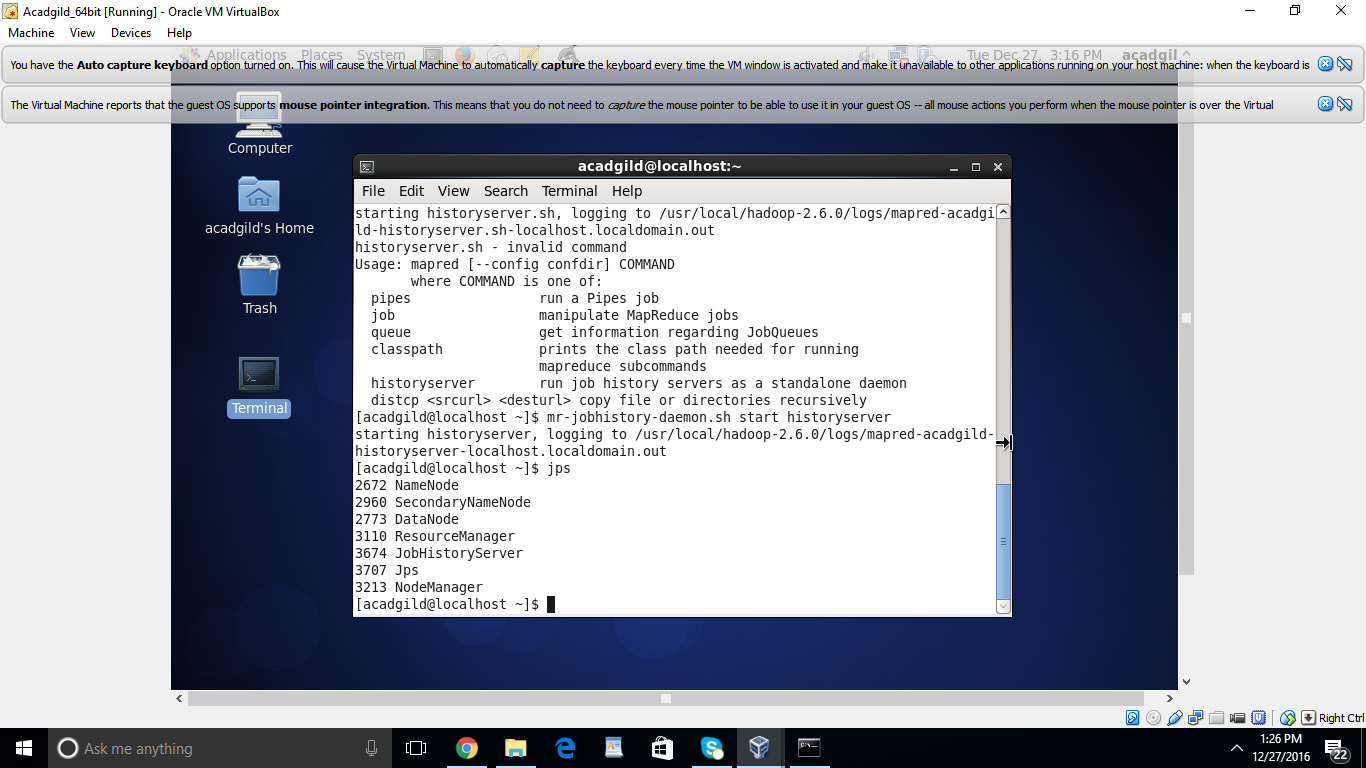 Acadgild_64bit [Running] - Oracle VM VirtualBox
Machine View Devices Help
Applications Places System Tue Dec 27, 3:16 PM acadgil
You have the Auto capture keyboard option turned on. This will cause the Virtual Machine to automatically capture the keyboard every time the VM window is activated and make it unavailable to other applications running on your host machine: when the keyboard is
The Virtual Machine reports that the guest OS supports mouse pointer integration. This means that you do not need to capture the mouse pointer to be able to use it in your guest OS -- all mouse actions you perform when the mouse pointer is over the Virtual
Computer
acadgild's Home
Trash
Terminal
acadgild@localhost:~
File Edit View Search Terminal Help
starting historyserver.sh, logging to /usr/local/hadoop-2.6.0/logs/mapred-acadgi
ld-historyserver.sh-localhost.localdomain.out
historyserver.sh - invalid command
Usage: mapred [--config confdir] COMMAND
where COMMAND is one of:
pipes run a Pipes job
job manipulate MapReduce jobs
queue get information regarding JobQueues
classpath prints the class path needed for running
mapreduce subcommands
historyserver run job history servers as a standalone daemon
distcp <srcurl> <desturl> copy file or directories recursively
[acadgild@localhost ~]$ mr-jobhistory-daemon.sh start historyserver
starting historyserver, logging to /usr/local/hadoop-2.6.0/logs/mapred-acadgild-
historyserver-localhost.localdomain.out
[acadgild@localhost ~]$ jps
2672 NameNode
2960 SecondaryNameNode
2773 DataNode
3110 ResourceManager
3674 JobHistoryServer
3707 Jps
3213 NodeManager
[acadgild@localhost ~]$
Right Ctrl
Ask me anything
1:26 PM
12/27/2016
22